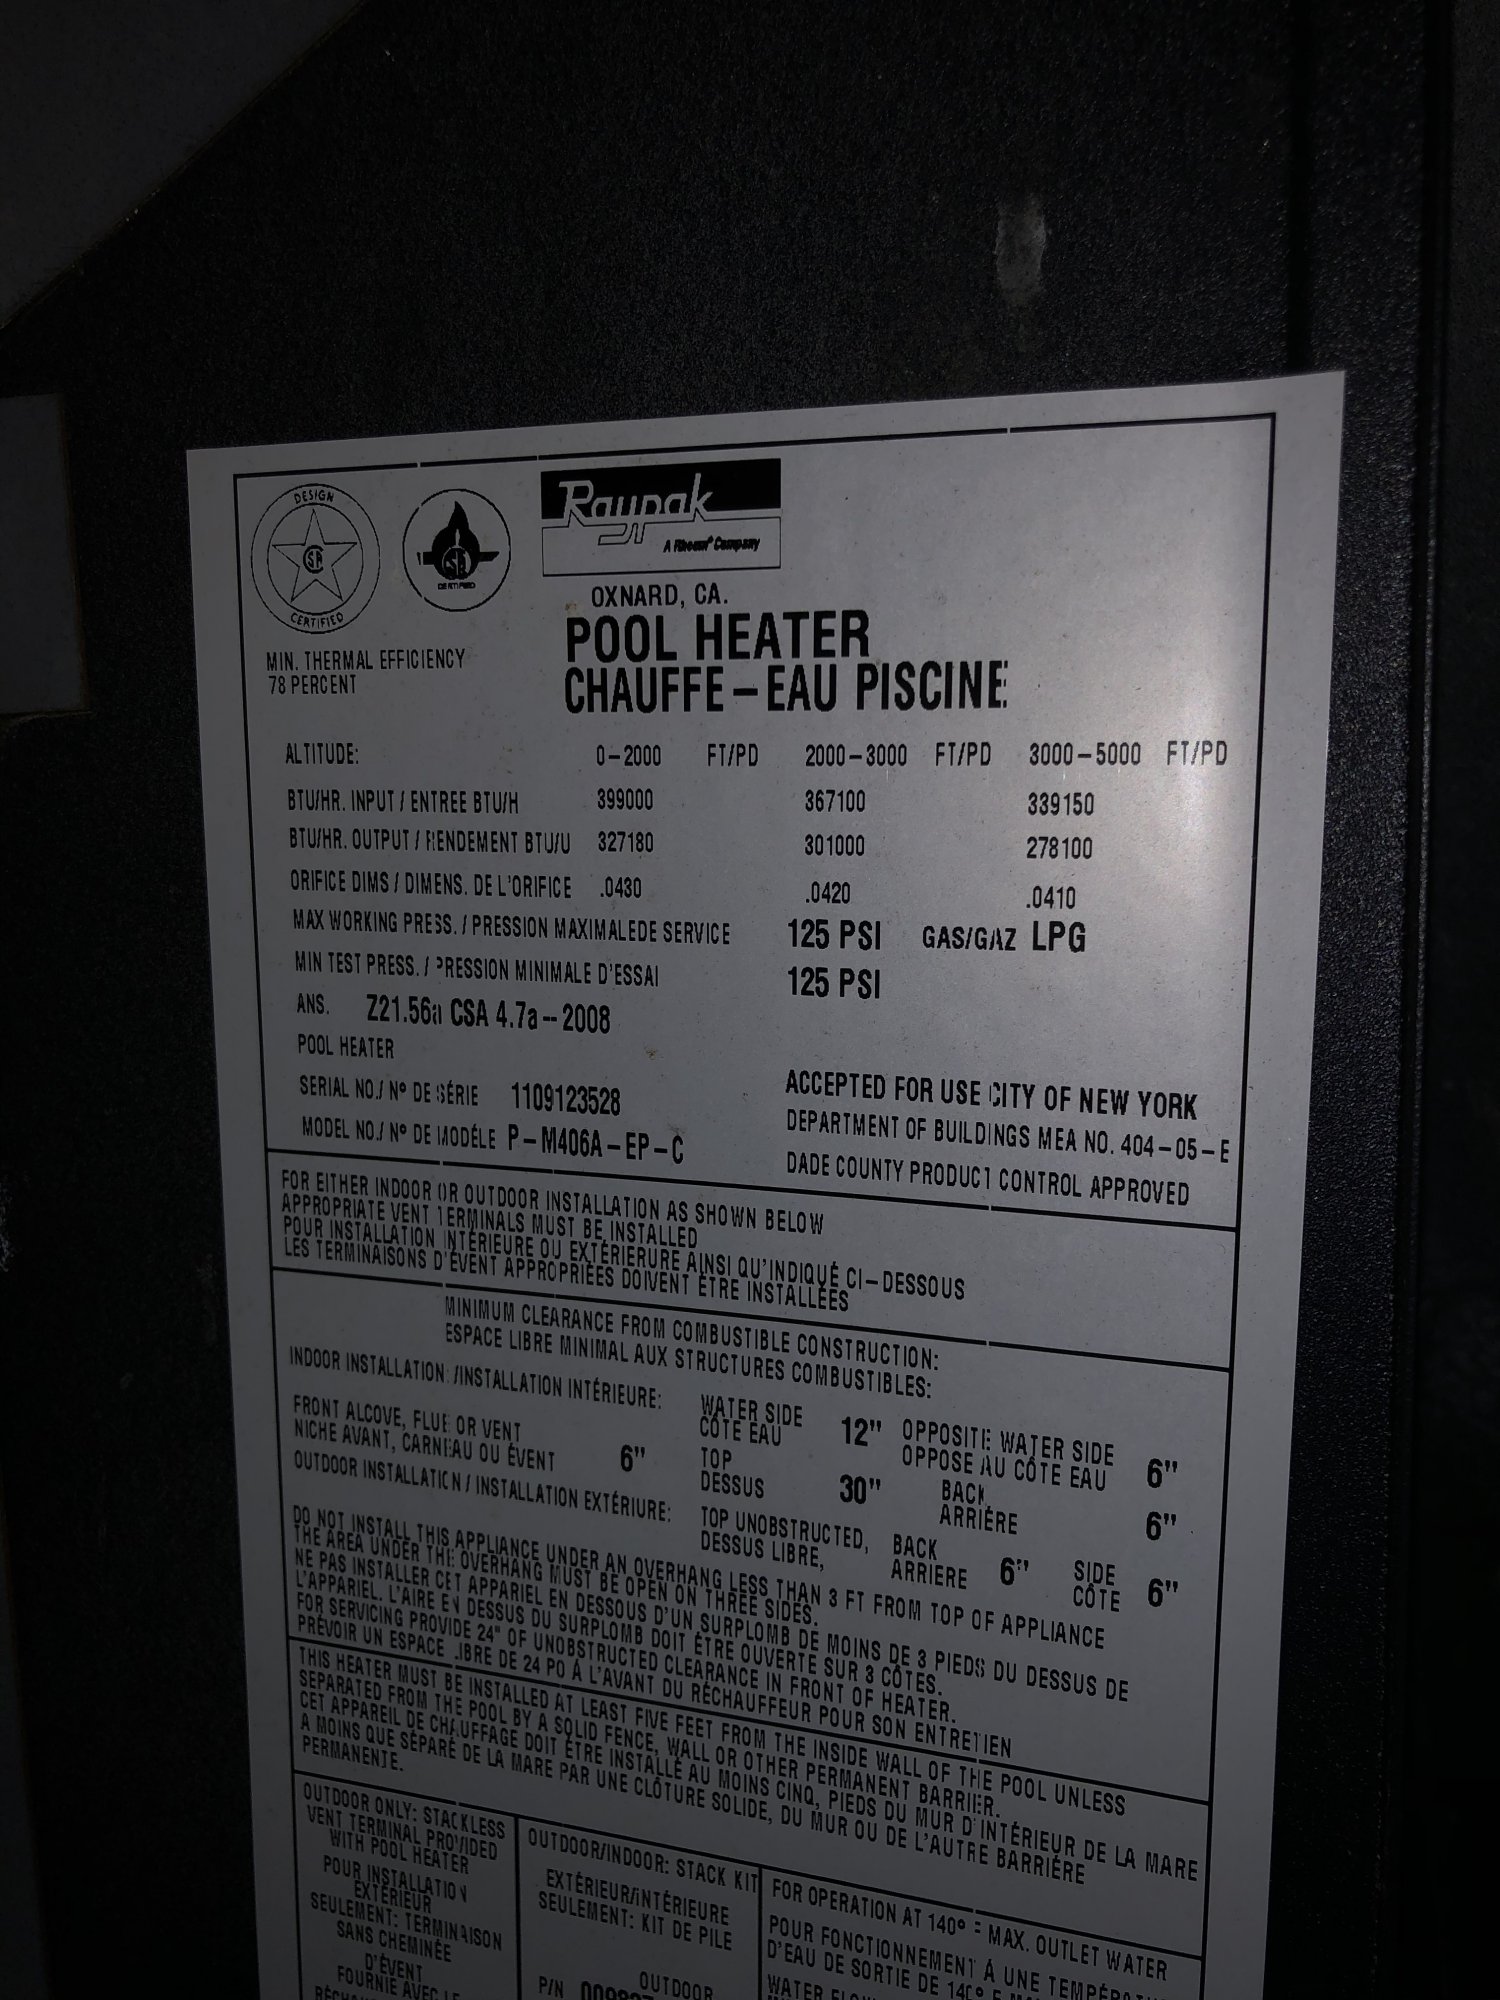 DESIGN
CERTIFIED
Raypak
A Rheem® Company
OXNARD, CA.
POOL HEATER
CHAUFFE-EAU PISCINE
MIN. THERMAL EFFICIENCY
78 PERCENT
ALTITUDE: 0-2000 FT/PD 2000-3000 FT/PD 3000-5000 FT/PD
BTU/HR. INPUT / ENTREE BTU/H 399000 367100 339150
BTU/HR. OUTPUT / RENDEMENT BTU/U 327180 301000 278100
ORIFICE DIMS / DIMENS. DE L'ORIFICE .0430 .0420 .0410
MAX WORKING PRESS. / PRESSION MAXIMALEDE SERVICE 125 PSI GAS/GAZ LPG
MIN TEST PRESS. / PRESSION MINIMALE D'ESSAI 125 PSI
ANS. Z21.56a CSA 4.7a-2008
POOL HEATER
SERIAL NO./ Nº DE SÉRIE 1109123528
MODEL NO./ Nº DE MODÉLE P-M406A-EP-C
ACCEPTED FOR USE CITY OF NEW YORK
DEPARTMENT OF BUILDINGS MEA NO. 404-05-E
DADE COUNTY PRODUCT CONTROL APPROVED
FOR EITHER INDOOR OR OUTDOOR INSTALLATION AS SHOWN BELOW
APPROPRIATE VENT TERMINALS MUST BE INSTALLED
POUR INSTALLATION INTÉRIEURE OU EXTÉRIERURE AINSI QU'INDIQUÉ CI-DESSOUS
LES TERMINAISONS D'ÉVENT APPROPRIÉES DOIVENT ÊTRE INSTALLÉES
MINIMUM CLEARANCE FROM COMBUSTIBLE CONSTRUCTION:
ESPACE LIBRE MINIMAL AUX STRUCTURES COMBUSTIBLES:
INDOOR INSTALLATION: /INSTALLATION INTÉRIEURE:
WATER SIDE 12" OPPOSITE WATER SIDE 6"
CÔTE EAU OPPOSE AU CÔTE EAU
FRONT ALCOVE, FLUE OR VENT 6" TOP 30" BACK 6"
NICHE AVANT, CARNEAU OU ÉVENT DESSUS ARRIÈRE
OUTDOOR INSTALLATION / INSTALLATION EXTÉRIURE:
TOP UNOBSTRUCTED, BACK 6" SIDE 6"
DESSUS LIBRE, ARRIERE CÔTE
DO NOT INSTALL THIS APPLIANCE UNDER AN OVERHANG LESS THAN 3 FT FROM TOP OF APPLIANCE
THE AREA UNDER THE OVERHANG MUST BE OPEN ON THREE SIDES.
NE PAS INSTALLER CET APPAREIL EN DESSOUS D'UN SURPLOMB DE MOINS DE 3 PIEDS DU DESSUS DE
L'APPAREIL. L'AIRE EN DESSUS DU SURPLOMB DOIT ÊTRE OUVERTE SUR 3 CÔTES.
FOR SERVICING PROVIDE 24" OF UNOBSTRUCTED CLEARANCE IN FRONT OF HEATER.
PRÉVOIR UN ESPACE LIBRE DE 24 PO À L'AVANT DU RÉCHAUFFEUR POUR SON ENTRETIEN
THIS HEATER MUST BE INSTALLED AT LEAST FIVE FEET FROM THE INSIDE WALL OF THE POOL UNLESS
SEPARATED FROM THE POOL BY A SOLID FENCE, WALL OR OTHER PERMANENT BARRIER.
CET APPAREIL DE CHAUFFAGE DOIT ÊTRE INSTALLÉ AU MOINS CINQ, PIEDS DU MUR D'INTÉRIEUR DE LA MARE
A MOINS QUE SÉPARÉ DE LA MARE PAR UNE CLÔTURE SOLIDE, DU MUR OU DE L'AUTRE BARRIÈRE
PERMANENTE.
OUTDOOR ONLY: STACKLESS
VENT TERMINAL PROVIDED
WITH POOL HEATER
POUR INSTALLATION
EXTÉRIEUR
SEULEMENT: TERMINAISON
SANS CHEMINÉE
D'ÉVENT
FOURNIE AVEC LE
OUTDOOR/INDOOR: STACK KIT
EXTÉRIEUR/INTÉRIEURE
SEULEMENT: KIT DE PILE
OUTDOOR
P/N
FOR OPERATION AT 140° F MAX. OUTLET WATER
POUR FONCTIONNEMENT À UNE
D'EAU DE SORTIE DE 140°
WATER